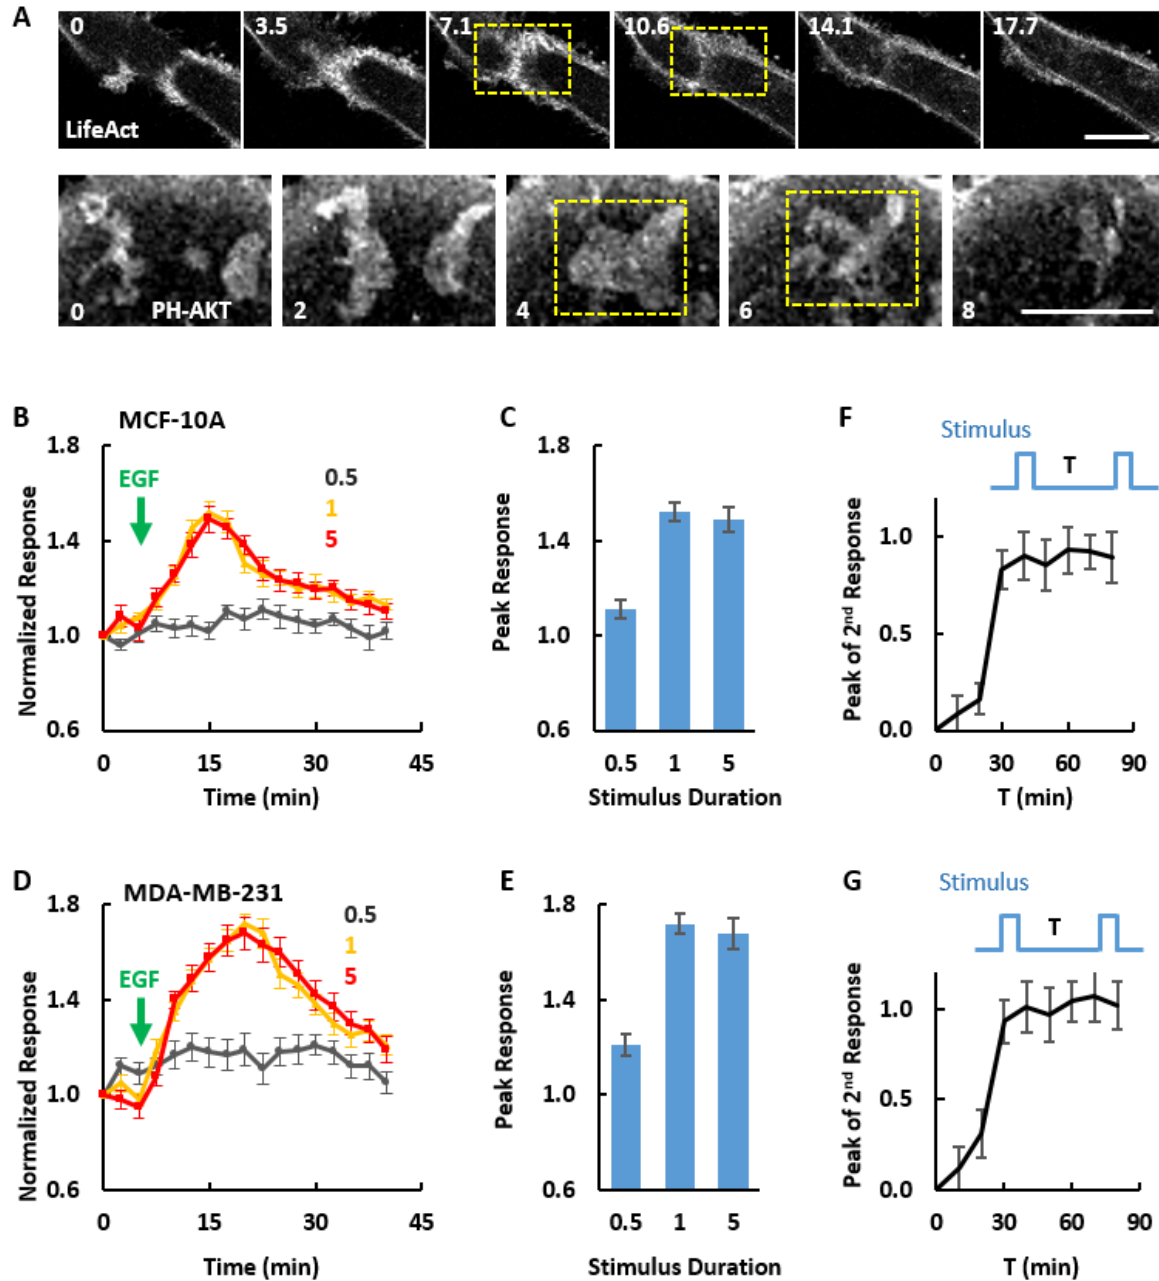 A
0 3.5 7.1 10.6 14.1 17.7
LifeAct
0 PH-AKT 2 4 6 8
B MCF-10A
1.8
1.4
1.0
0.6
Normalized Response
EGF
0.5
1
5
0 15 30 45
Time (min)
C
1.8
1.4
1.0
0.6
Peak Response
0.5 1 5
Stimulus Duration
F
Stimulus
T
1.0
0.5
0.0
Peak of 2nd Response
0 30 60 90
T (min)
D MDA-MB-231
1.8
1.4
1.0
0.6
Normalized Response
EGF
0.5
1
5
0 15 30 45
Time (min)
E
1.8
1.4
1.0
0.6
Peak Response
0.5 1 5
Stimulus Duration
G
Stimulus
T
1.0
0.5
0.0
Peak of 2nd Response
0 30 60 90
T (min)